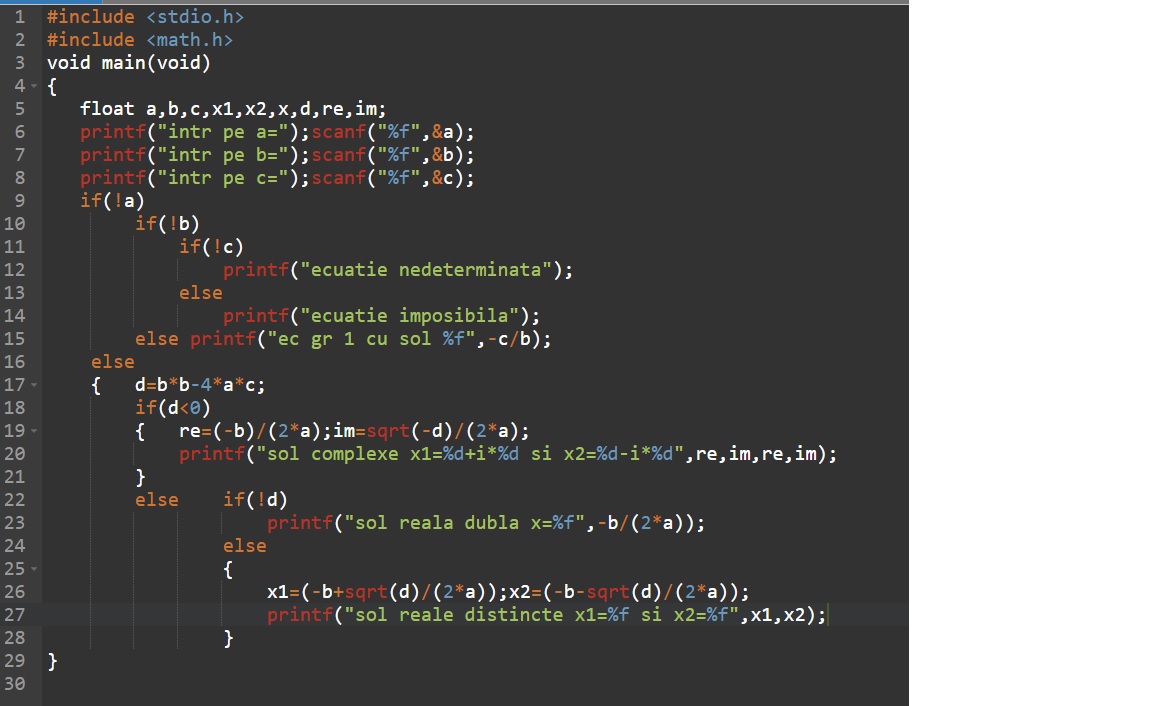 1 #include <stdio.h>
2 #include <math.h>
3 void main(void)
4 {
5    float a,b,c,x1,x2,x,d,re,im;
6    printf("intr pe a=");scanf("%f",&a);
7    printf("intr pe b=");scanf("%f",&b);
8    printf("intr pe c=");scanf("%f",&c);
9    if(!a)
10        if(!b)
11            if(!c)
12                printf("ecuatie nedeterminata");
13            else
14                printf("ecuatie imposibila");
15        else printf("ec gr 1 cu sol %f",-c/b);
16    else
17    {   d=b*b-4*a*c;
18        if(d<0)
19        {   re=(-b)/(2*a);im=sqrt(-d)/(2*a);
20            printf("sol complexe x1=%d+i*%d si x2=%d-i*%d",re,im,re,im);
21        }
22        else    if(!d)
23                    printf("sol reala dubla x=%f",-b/(2*a));
24                else
25                {
26                    x1=(-b+sqrt(d)/(2*a));x2=(-b-sqrt(d)/(2*a));
27                    printf("sol reale distincte x1=%f si x2=%f",x1,x2);
28                }
29 }
30